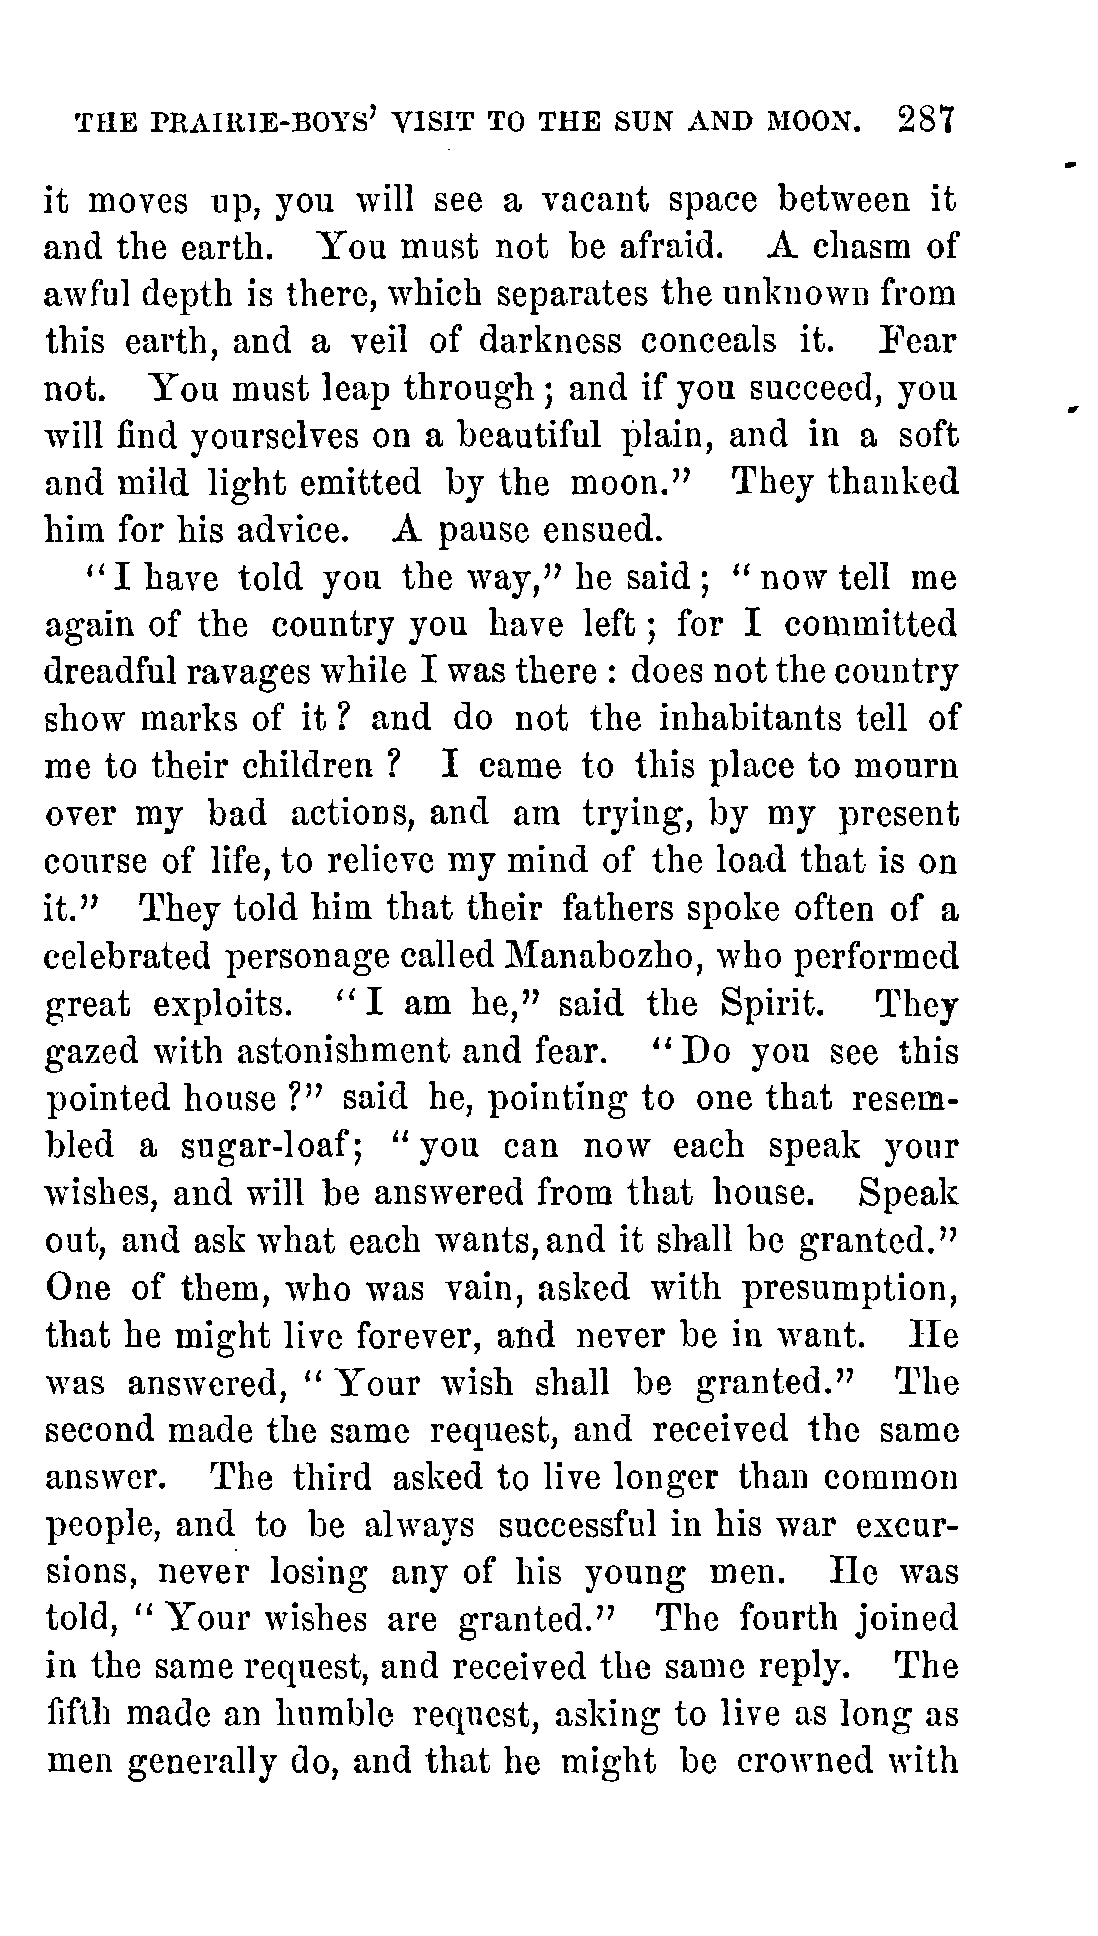 THE PRAIRIE-BOYS' VISIT TO THE SUN AND MOON. 287
it moves up, you will see a vacant space between it
and the earth. You must not be afraid. A chasm of
awful depth is there, which separates the unknown from
this earth, and a veil of darkness conceals it. Fear
not. You must leap through; and if you succeed, you
will find yourselves on a beautiful plain, and in a soft
and mild light emitted by the moon." They thanked
him for his advice. A pause ensued.
"I have told you the way," he said; "now tell me
again of the country you have left; for I committed
dreadful ravages while I was there: does not the country
show marks of it? and do not the inhabitants tell of
me to their children? I came to this place to mourn
over my bad actions, and am trying, by my present
course of life, to relieve my mind of the load that is on
it." They told him that their fathers spoke often of a
celebrated personage called Manabozho, who performed
great exploits. "I am he," said the Spirit. They
gazed with astonishment and fear. "Do you see this
pointed house?" said he, pointing to one that resem-
bled a sugar-loaf; "you can now each speak your
wishes, and will be answered from that house. Speak
out, and ask what each wants, and it shall be granted."
One of them, who was vain, asked with presumption,
that he might live forever, and never be in want. He
was answered, "Your wish shall be granted." The
second made the same request, and received the same
answer. The third asked to live longer than common
people, and to be always successful in his war excur-
sions, never losing any of his young men. He was
told, "Your wishes are granted." The fourth joined
in the same request, and received the same reply. The
fifth made an humble request, asking to live as long as
men generally do, and that he might be crowned with